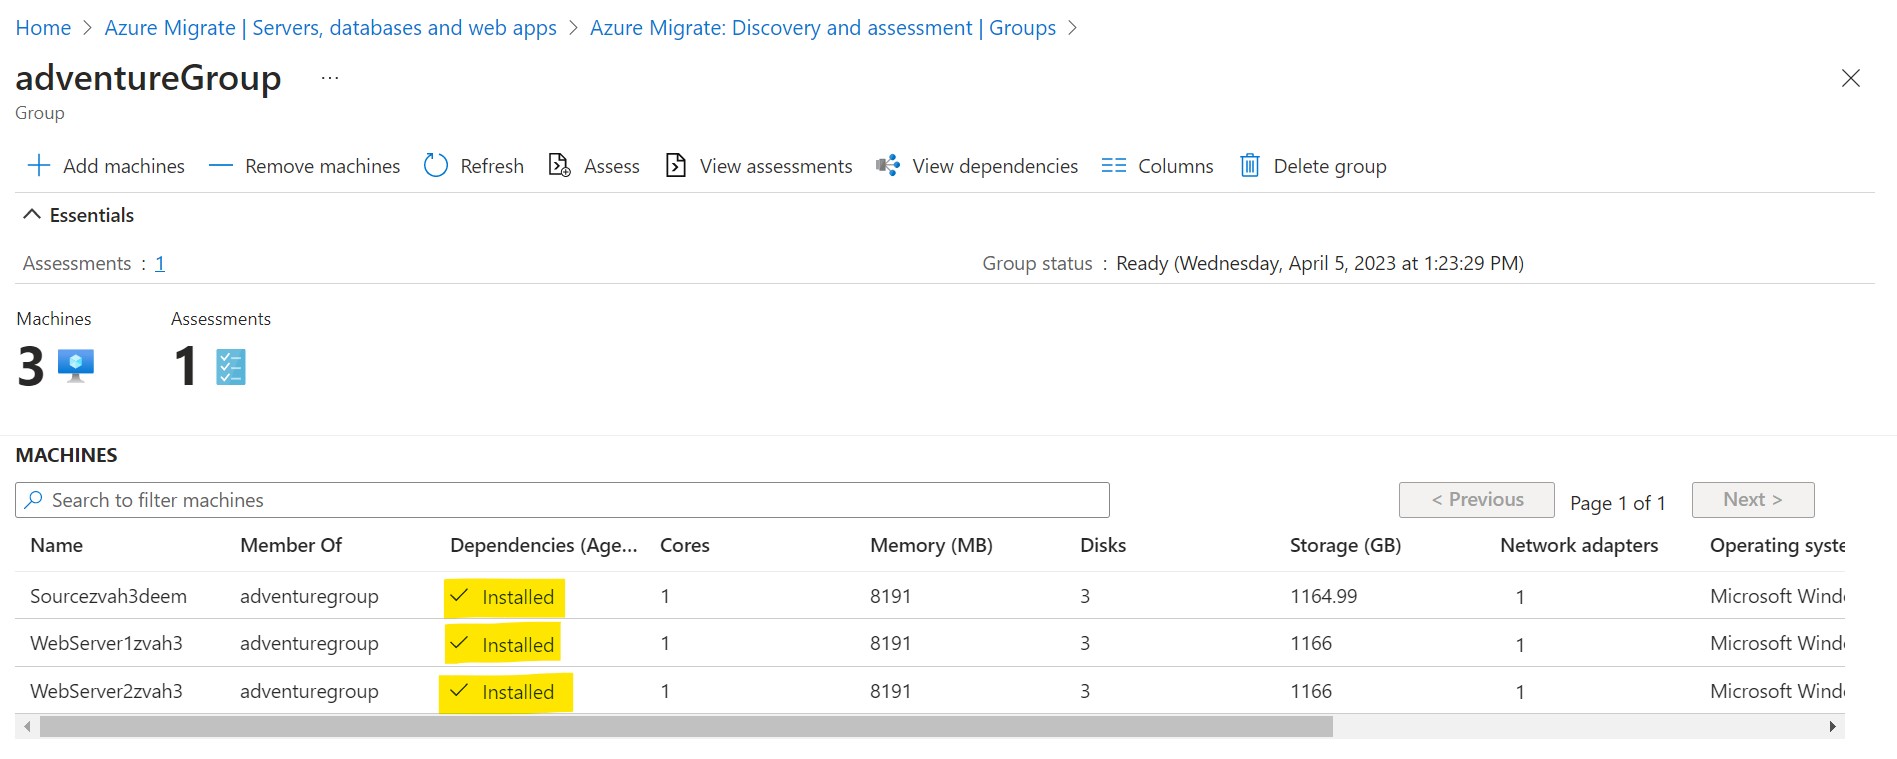 Home > Azure Migrate | Servers, databases and web apps > Azure Migrate: Discovery and assessment | Groups >
adventureGroup ...
Group
Add machines Remove machines Refresh Assess View assessments View dependencies Columns Delete group
Essentials
Assessments : 1 Group status : Ready (Wednesday, April 5, 2023 at 1:23:29 PM)
Machines Assessments
3 1
MACHINES
Search to filter machines < Previous Page 1 of 1 Next >
Name Member Of Dependencies (Age... Cores Memory (MB) Disks Storage (GB) Network adapters Operating syste
Sourcezvah3deem adventuregroup Installed 1 8191 3 1164.99 1 Microsoft Wind
WebServer1zvah3 adventuregroup Installed 1 8191 3 1166 1 Microsoft Wind
WebServer2zvah3 adventuregroup Installed 1 8191 3 1166 1 Microsoft Wind